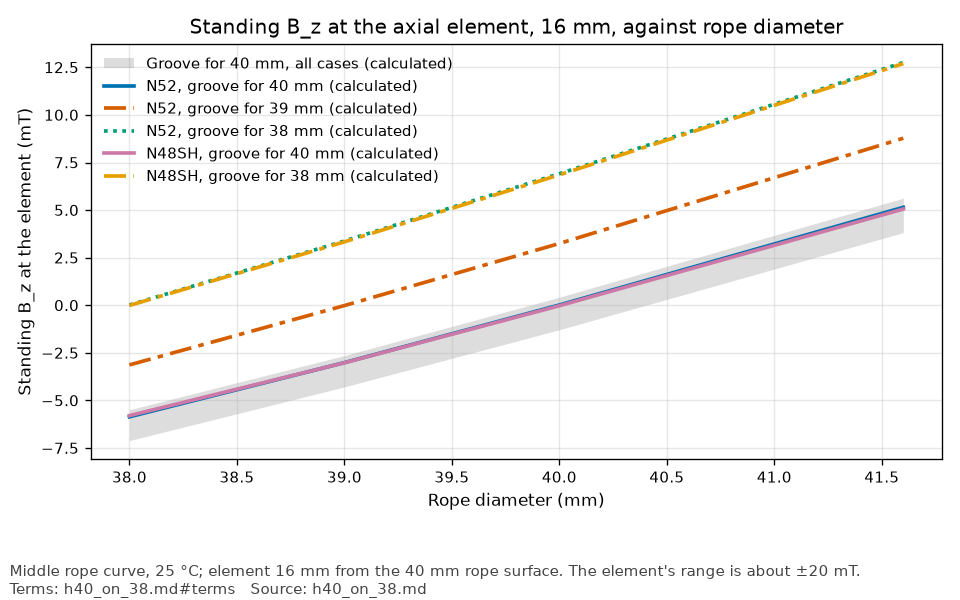 Standing B_z at the axial element, 16 mm, against rope diameter
Groove for 40 mm, all cases (calculated)
N52, groove for 40 mm (calculated)
N52, groove for 39 mm (calculated)
N52, groove for 38 mm (calculated)
N48SH, groove for 40 mm (calculated)
N48SH, groove for 38 mm (calculated)
Standing B_z at the element (mT)
12.5
10.0
7.5
5.0
2.5
0.0
−2.5
−5.0
−7.5
38.0 38.5 39.0 39.5 40.0 40.5 41.0 41.5
Rope diameter (mm)
Middle rope curve, 25 °C; element 16 mm from the 40 mm rope surface. The element's range is about ±20 mT.
Terms: h40_on_38.md#terms Source: h40_on_38.md